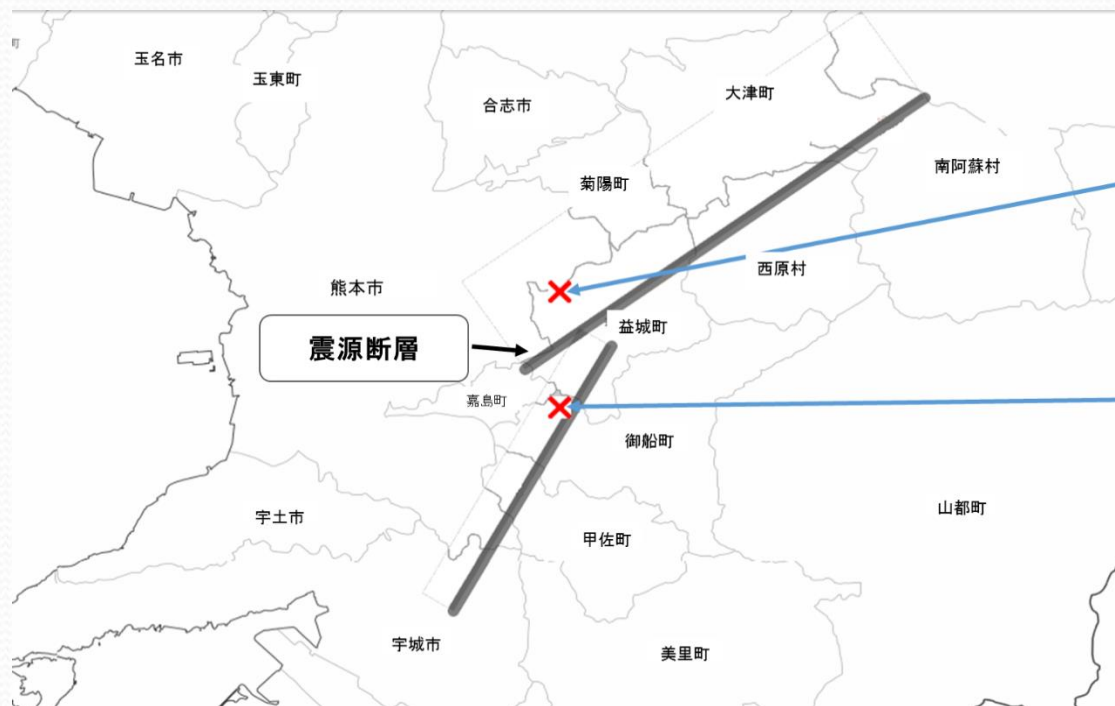 町
玉名市
玉東町
合志市
大津町
菊陽町
南阿蘇村
西原村
熊本市
益城町
震源断層
嘉島町
御船町
宇土市
甲佐町
山都町
宇城市
美里町